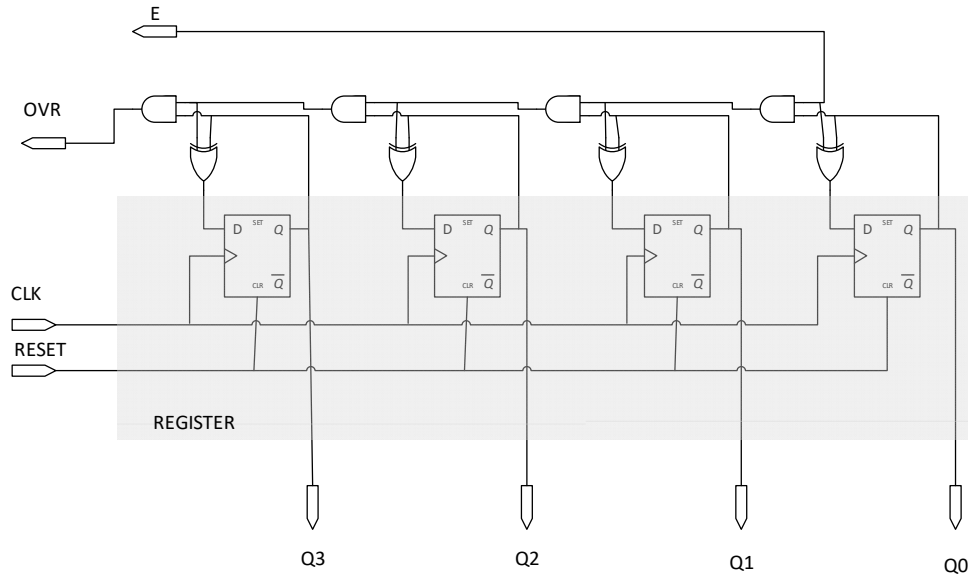 E
OVR
D SET Q D SET Q D SET Q D SET Q
CLR Q CLR Q CLR Q CLR Q
CLK
RESET
REGISTER
Q3 Q2 Q1 Q0